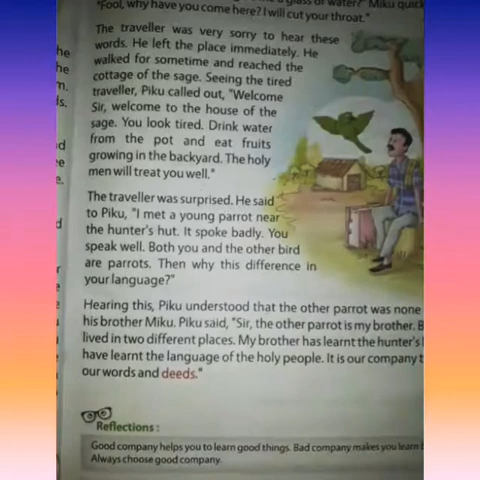 a glass of water?" Miku quick
"Fool, why have you come here? I will cut your throat."
The traveller was very sorry to hear these
words. He left the place immediately. He
walked for sometime and reached the
cottage of the sage. Seeing the tired
traveller, Piku called out, "Welcome
Sir, welcome to the house of the
sage. You look tired. Drink water
from the pot and eat fruits
growing in the backyard. The holy
men will treat you well."
The traveller was surprised. He said
to Piku, "I met a young parrot near
the hunter's hut. It spoke badly. You
speak well. Both you and the other bird
are parrots. Then why this difference in
your language?"
Hearing this, Piku understood that the other parrot was none
his brother Miku. Piku said, "Sir, the other parrot is my brother. B
lived in two different places. My brother has learnt the hunter's
have learnt the language of the holy people. It is our company t
our words and deeds."
Reflections :
Good company helps you to learn good things. Bad company makes you learn
Always choose good company.